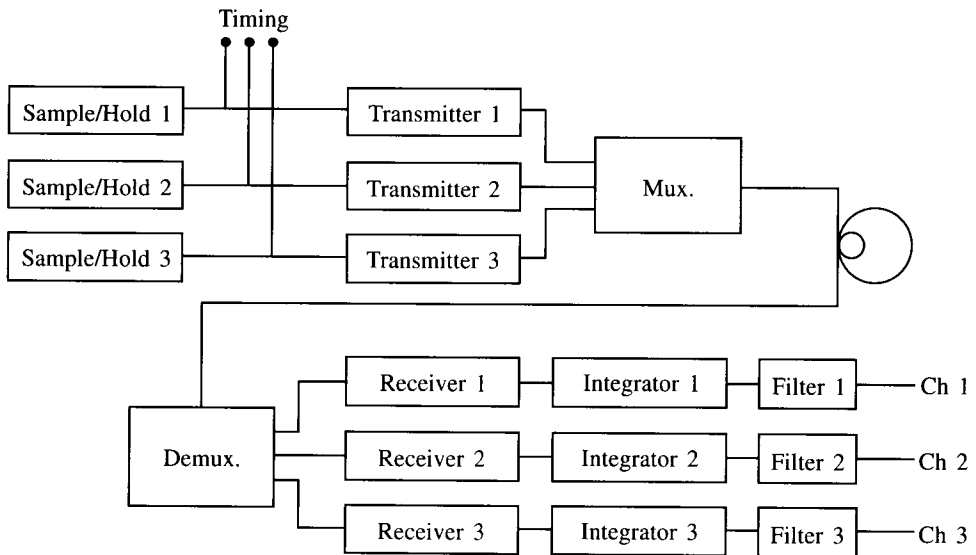 Timing
Sample/Hold 1
Transmitter 1
Sample/Hold 2
Transmitter 2
Mux.
Sample/Hold 3
Transmitter 3
Receiver 1
Integrator 1
Filter 1
Ch 1
Demux.
Receiver 2
Integrator 2
Filter 2
Ch 2
Receiver 3
Integrator 3
Filter 3
Ch 3